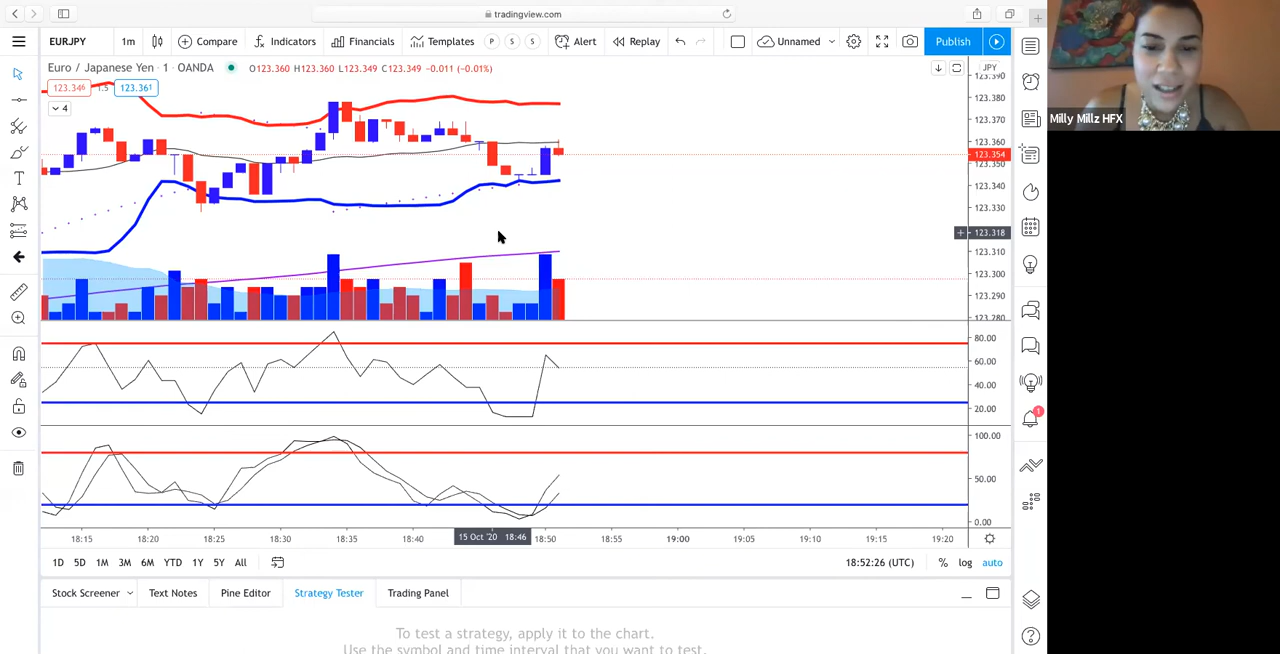 tradingview.com
EURJPY 1m Compare Indicators Financials Templates P S S Alert Replay Unnamed Publish
Euro / Japanese Yen · 1 · OANDA O123.360 H123.360 L123.349 C123.349 -0.011 (-0.01%)
JPY
123.390
123.346 1.5 123.361
123.380
4
123.370
Milly Millz HFX
123.360
123.354
123.350
123.340
123.330
123.318
123.310
123.300
123.290
123.280
80.00
60.00
40.00
1
20.00
100.00
50.00
0.00
18:15 18:20 18:25 18:30 18:35 18:40 15 Oct '20 18:46 18:50 18:55 19:00 19:05 19:10 19:15 19:20
1D 5D 1M 3M 6M YTD 1Y 5Y All 18:52:26 (UTC) % log auto
Stock Screener Text Notes Pine Editor Strategy Tester Trading Panel
To test a strategy, apply it to the chart.
Use the symbol and time interval that you want to test.